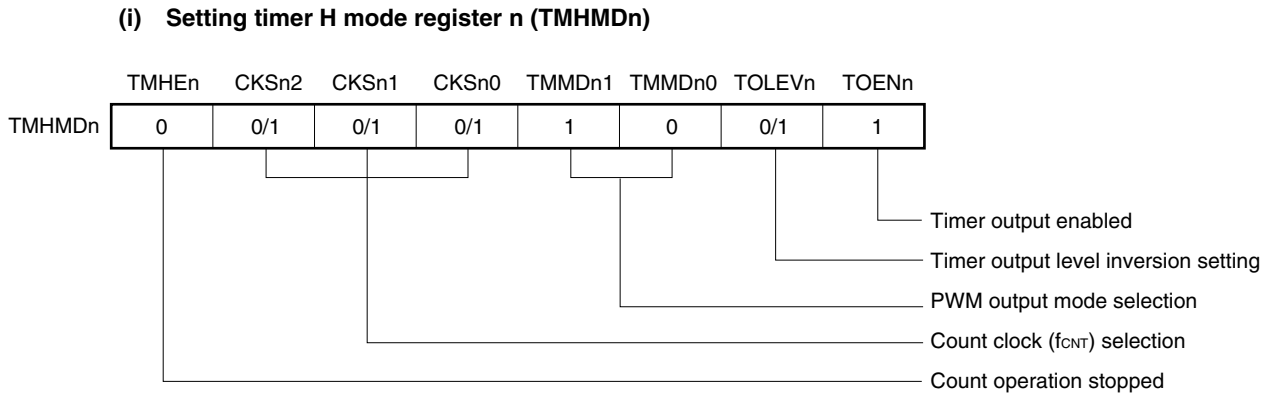 (i) Setting timer H mode register n (TMHMDn)
TMHEn CKSn2 CKSn1 CKSn0 TMMDn1 TMMDn0 TOLEVn TOENn
TMHMDn 0 0/1 0/1 0/1 1 0 0/1 1
Timer output enabled
Timer output level inversion setting
PWM output mode selection
Count clock (fCNT) selection
Count operation stopped